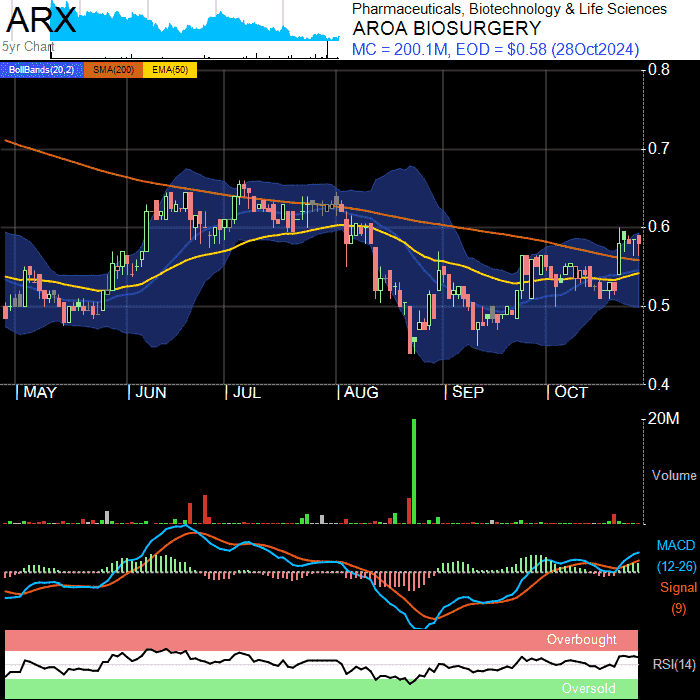 ARX
5yr Chart
Pharmaceuticals, Biotechnology & Life Sciences
AROA BIOSURGERY
MC = 200.1M, EOD = $0.58 (28Oct2024)
BollBands(20,2) SMA(200) EMA(50)
0.8
0.7
0.6
0.5
0.4
MAY JUN JUL AUG SEP OCT
20M
Volume
MACD
(12-26)
Signal
(9)
Overbought
RSI(14)
Oversold